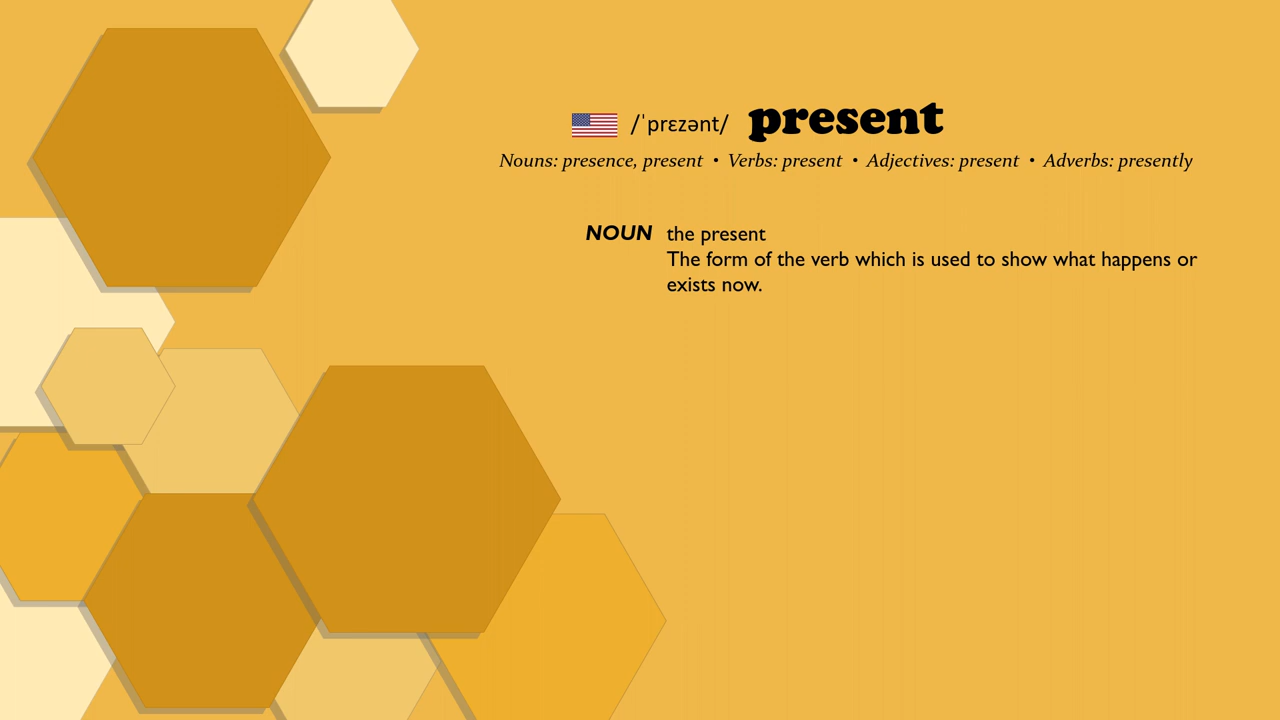 /ˈprɛzənt/ present
Nouns: presence, present • Verbs: present • Adjectives: present • Adverbs: presently
NOUN the present
The form of the verb which is used to show what happens or
exists now.